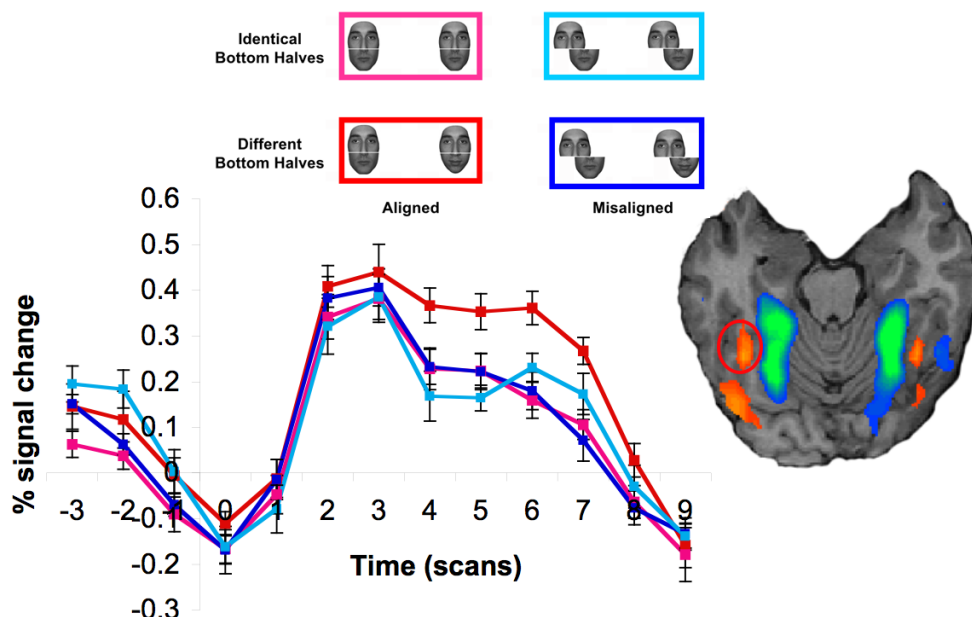 Identical
Bottom Halves
Different
Bottom Halves
Aligned
Misaligned
% signal change
0.6
0.5
0.4
0.3
0.2
0.1
0
-0.1
-0.2
-0.3
-3
-2
-1
0
1
2
3
4
5
6
7
8
9
Time (scans)